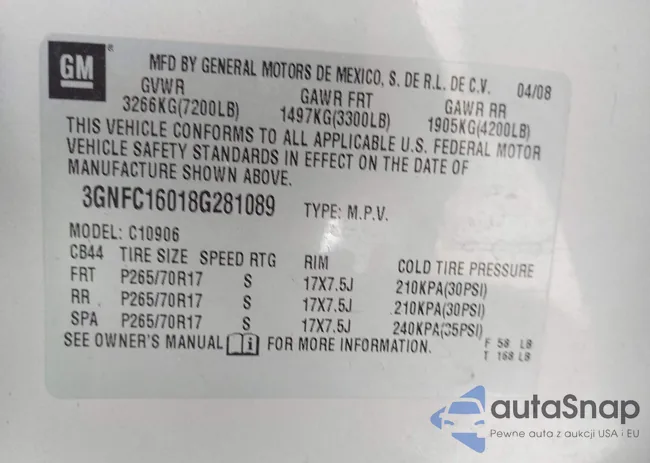 GM
MFD BY GENERAL MOTORS DE MEXICO, S. DE R.L. DE C.V. 04/08
GVWR GAWR FRT GAWR RR
3266KG(7200LB) 1497KG(3300LB) 1905KG(4200LB)
THIS VEHICLE CONFORMS TO ALL APPLICABLE U.S. FEDERAL MOTOR
VEHICLE SAFETY STANDARDS IN EFFECT ON THE DATE OF
MANUFACTURE SHOWN ABOVE.
3GNFC16018G281089 TYPE: M.P.V.
MODEL: C10906
CB44 TIRE SIZE SPEED RTG RIM COLD TIRE PRESSURE
FRT P265/70R17 S 17X7.5J 210KPA(30PSI)
RR P265/70R17 S 17X7.5J 210KPA(30PSI)
SPA P265/70R17 S 17X7.5J 240KPA(35PSI)
SEE OWNER'S MANUAL i FOR MORE INFORMATION. F 58 LB
T 168 LB
autaSnap
Pewne auta z aukcji USA i EU